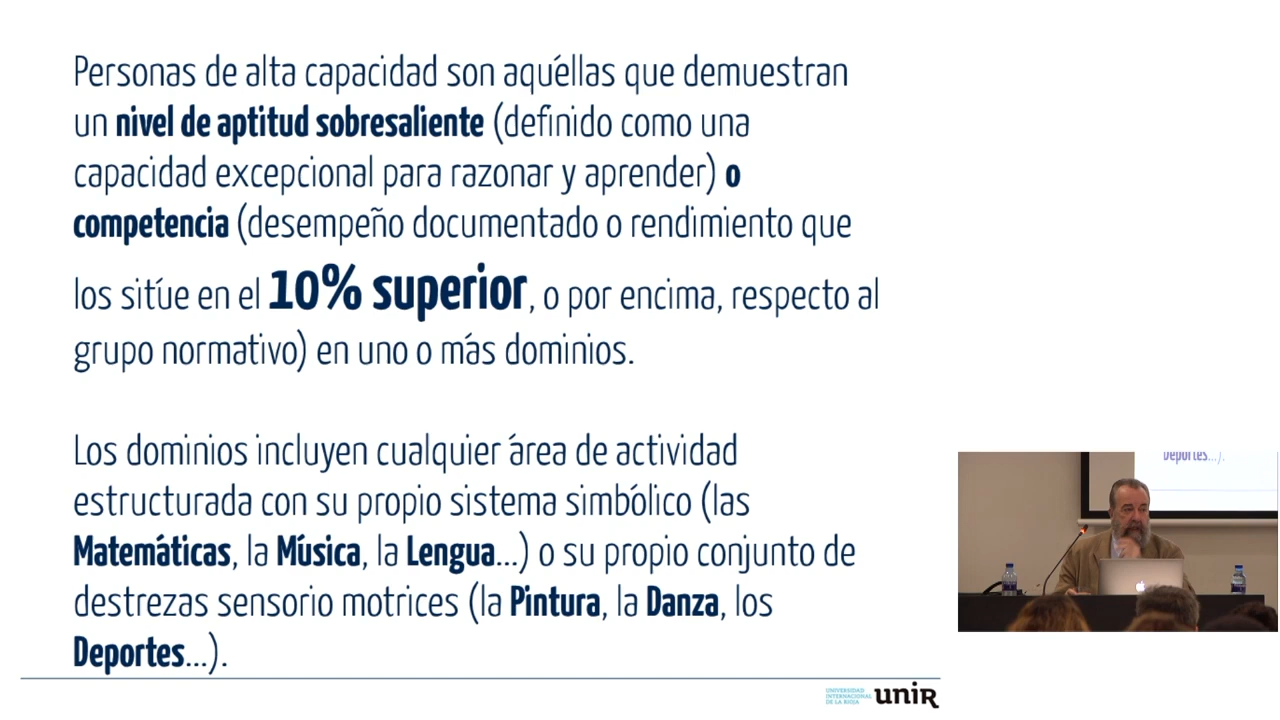 Personas de alta capacidad son aquéllas que demuestran
un nivel de aptitud sobresaliente (definido como una
capacidad excepcional para razonar y aprender) o
competencia (desempeño documentado o rendimiento que
los sitúe en el 10% superior, o por encima, respecto al
grupo normativo) en uno o más dominios.
Los dominios incluyen cualquier área de actividad
estructurada con su propio sistema simbólico (las
Matemáticas, la Música, la Lengua...) o su propio conjunto de
destrezas sensorio motrices (la Pintura, la Danza, los
Deportes...).
Deportes...).
UNIVERSIDAD
INTERNACIONAL
DE LA RIOJA
unir